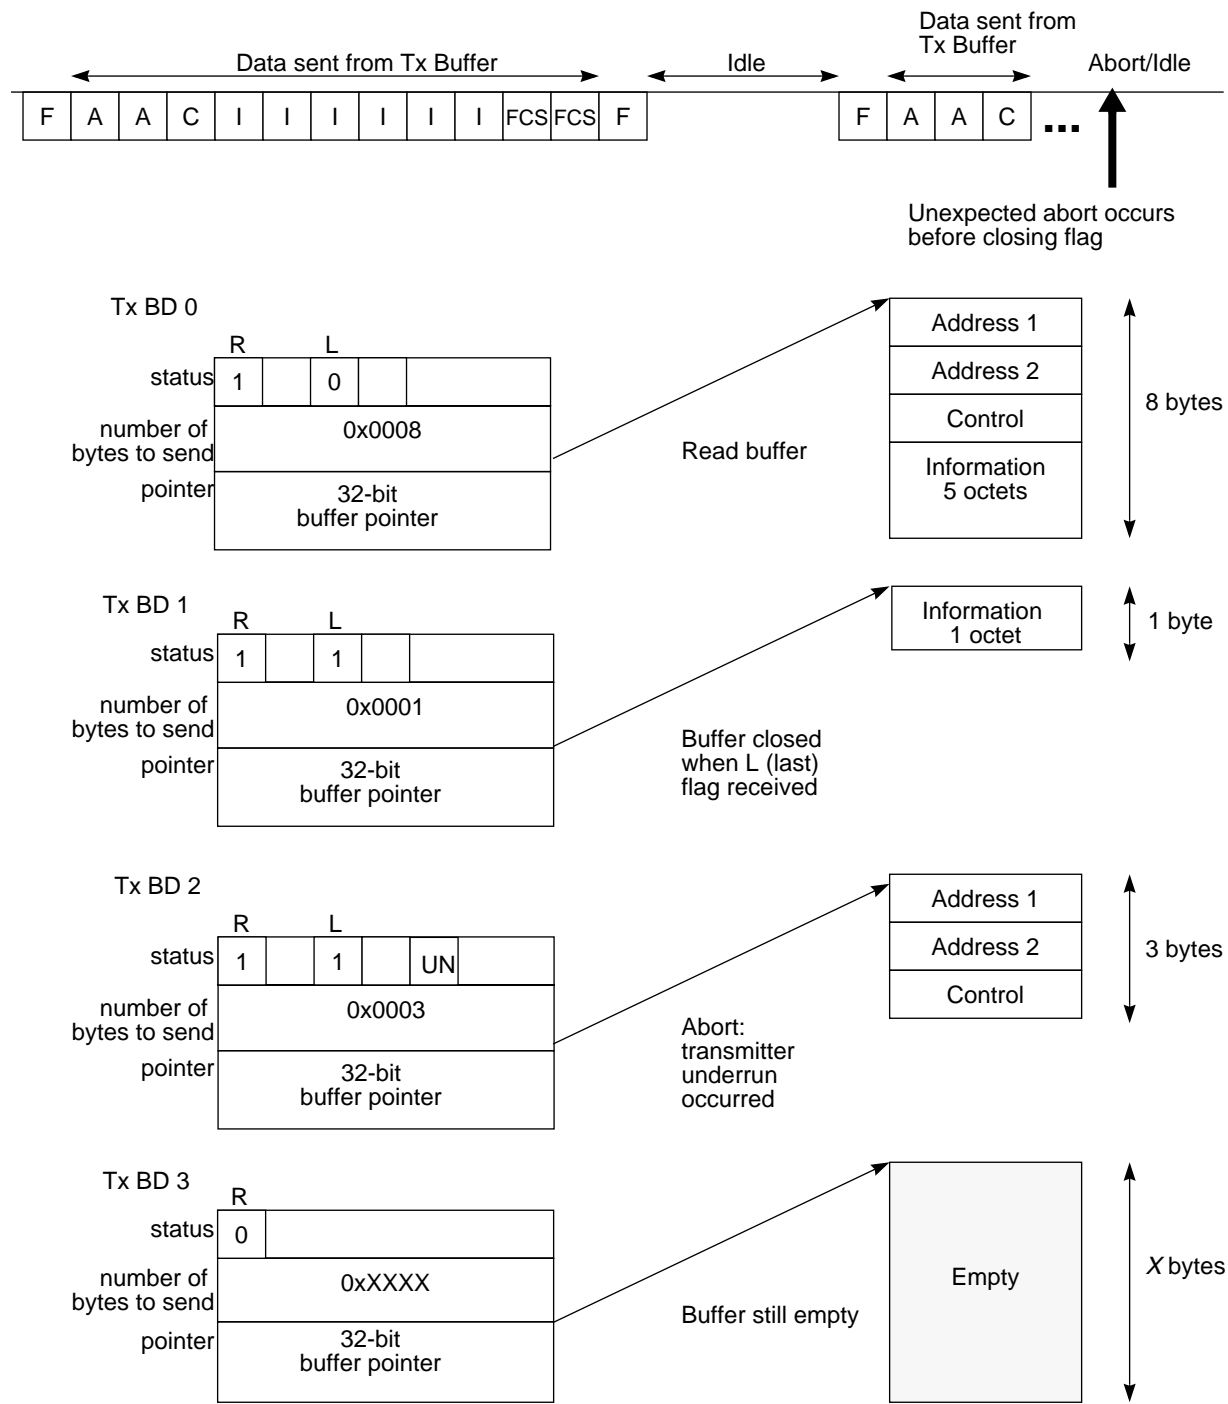 Data sent from
Tx Buffer
Data sent from Tx Buffer
Idle
Abort/Idle
F A A C I I I I I I FCS FCS F
F A A C ...
Unexpected abort occurs
before closing flag
Tx BD 0
R L
status 1 0
number of
bytes to send
0x0008
pointer
32-bit
buffer pointer
Read buffer
Address 1
Address 2
Control
Information
5 octets
8 bytes
Tx BD 1
R L
status 1 1
number of
bytes to send
0x0001
pointer
32-bit
buffer pointer
Buffer closed
when L (last)
flag received
Information
1 octet
1 byte
Tx BD 2
R L
status 1 1 UN
number of
bytes to send
0x0003
pointer
32-bit
buffer pointer
Abort:
transmitter
underrun
occurred
Address 1
Address 2
Control
3 bytes
Tx BD 3
R
status 0
number of
bytes to send
0xXXXX
pointer
32-bit
buffer pointer
Buffer still empty
Empty
X bytes